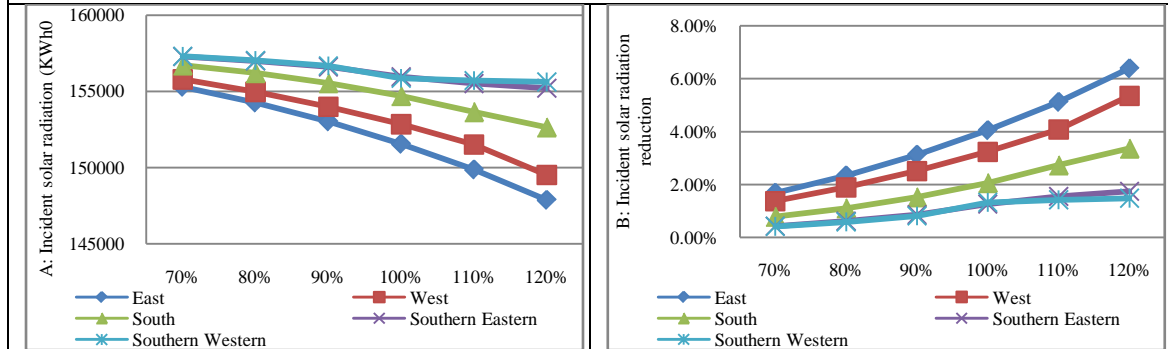 A: Incident solar radiation (KWh0
160000
155000
150000
145000
70% 80% 90% 100% 110% 120%
East West
South Southern Eastern
Southern Western
B: Incident solar radiation
reduction
8.00%
6.00%
4.00%
2.00%
0.00%
70% 80% 90% 100% 110% 120%
East West
South Southern Eastern
Southern Western